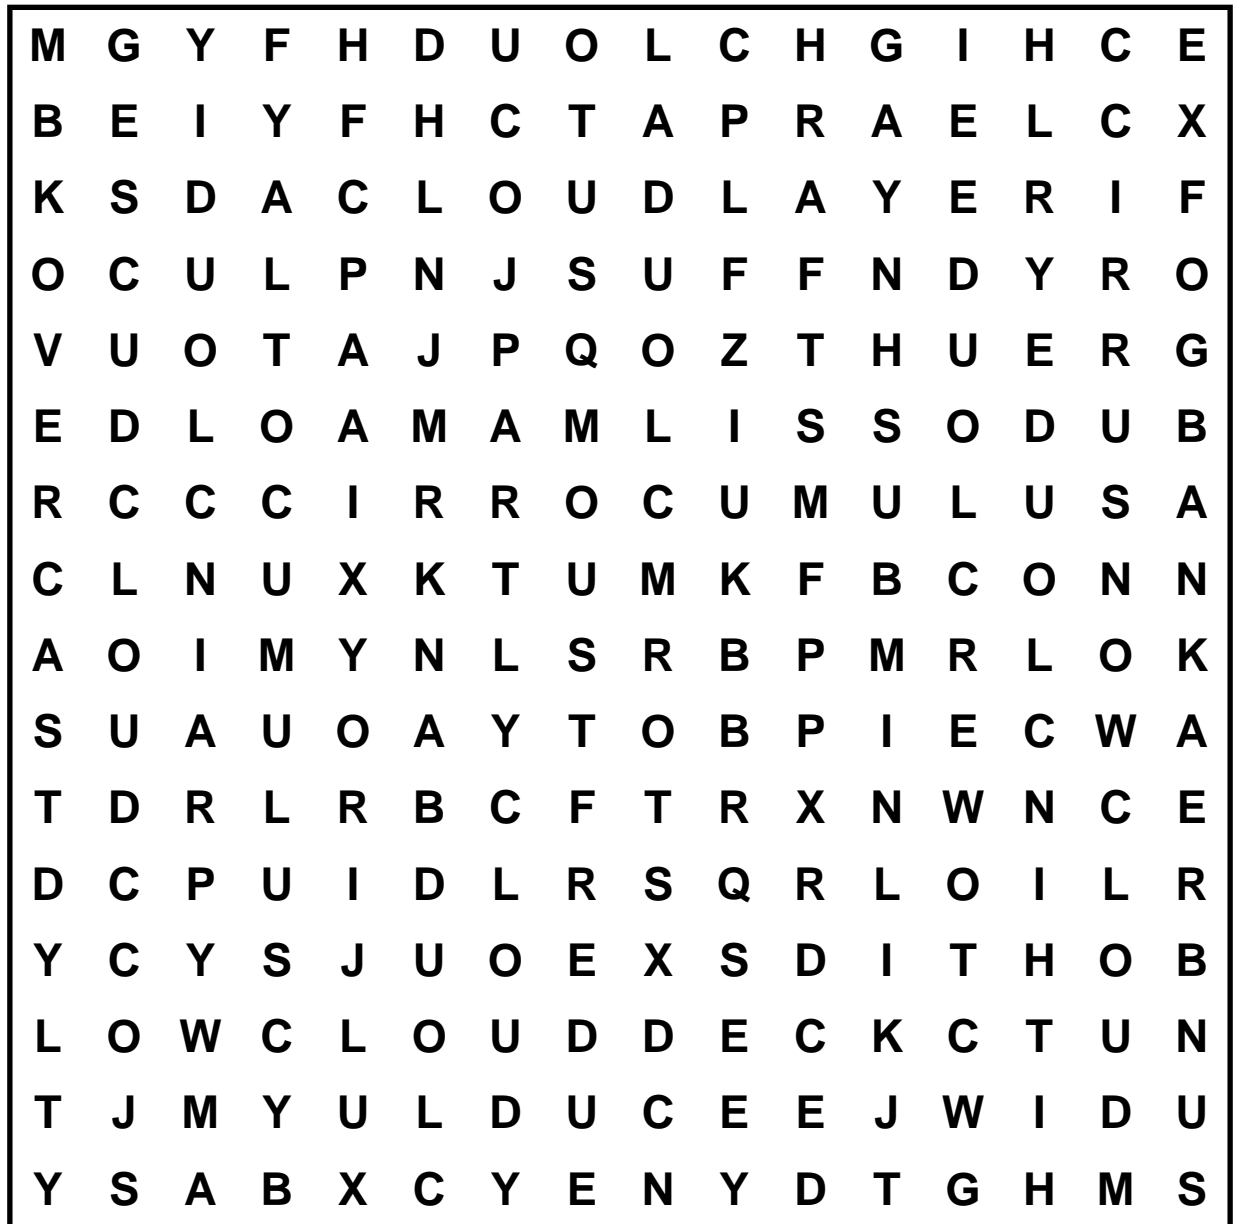 M G Y F H D U O L C H G I H C E
B E I Y F H C T A P R A E L C X
K S D A C L O U D L A Y E R I F
O C U L P N J S U F F N D Y R O
V U O T A J P Q O Z T H U E R G
E D L O A M A M L I S S O D U B
R C C C I R R O C U M U L U S A
C L N U X K T U M K F B C O N N
A O I M Y N L S R B P M R L O K
S U A U O A Y T O B P I E C W A
T D R L R B C F T R X N W N C E
D C P U I D L R S Q R L O I L R
Y C Y S J U O E X S D I T H O B
L O W C L O U D D E C K C T U N
T J M Y U L D U C E E J W I D U
Y S A B X C Y E N Y D T G H M S